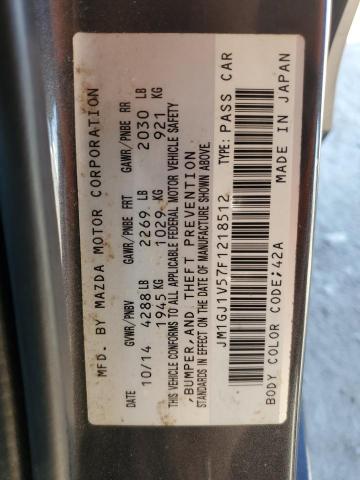 MFD. BY MAZDA MOTOR CORPORATION
DATE GVWR/PNBV GAWR/PNBE FRT GAWR/PNBE RR
10/14 4288 LB 2269 LB 2030 LB
1945 KG 1029 KG 921 KG
THIS VEHICLE CONFORMS TO ALL APPLICABLE FEDERAL MOTOR VEHICLE SAFETY
,BUMPER,AND THEFT PREVENTION
STANDARDS IN EFFECT ON THE DATE OF MANUFACTURE SHOWN ABOVE.
JM1GJ1V57F1218512 TYPE: PASS CAR
BODY COLOR CODE;42A MADE IN JAPAN